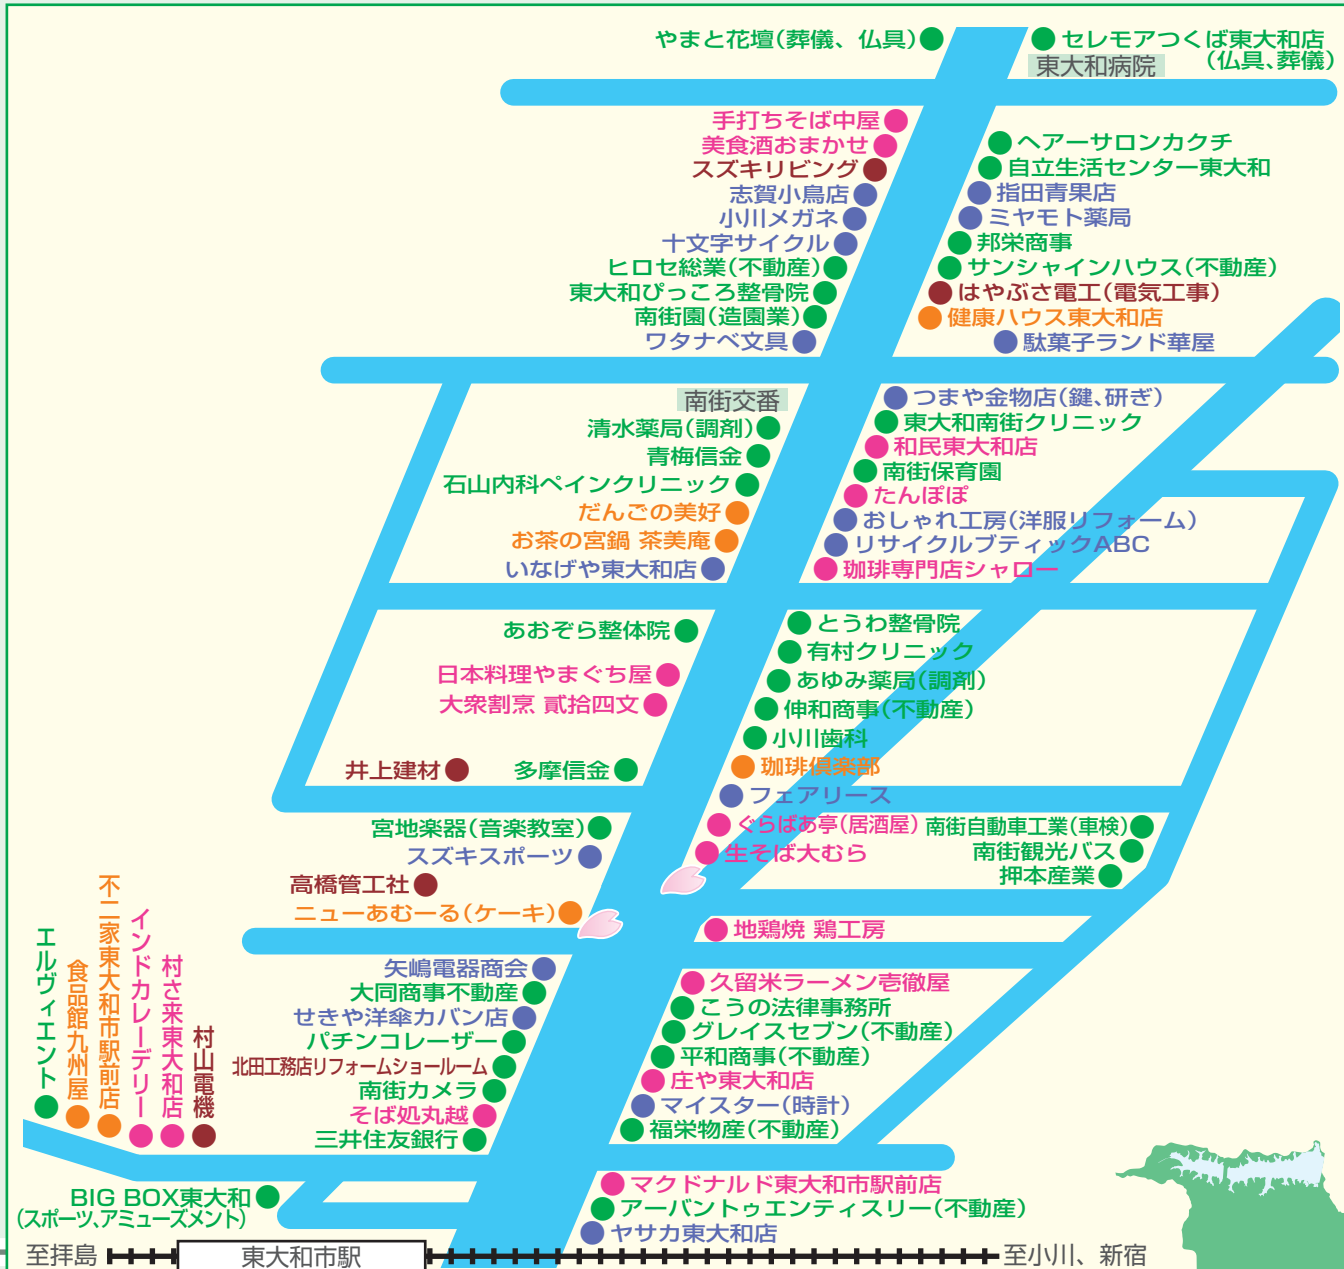 やまと花壇(葬儀、仏具)
セレモアつくば東大和店
(仏具、葬儀)
東大和病院
手打ちそば中屋
美食酒おまかせ
スズキリビング
志賀小鳥店
小川メガネ
十文字サイクル
ヒロセ総業(不動産)
東大和ぴっころ整骨院
南街園(造園業)
ワタナベ文具
ヘアーサロンカクチ
自立生活センター東大和
指田青果店
ミヤモト薬局
邦栄商事
サンシャインハウス(不動産)
はやぶさ電工(電気工事)
健康ハウス東大和店
駄菓子ランド華屋
南街交番
清水薬局(調剤)
青梅信金
石山内科ペインクリニック
だんごの美好
お茶の宮鍋 茶美庵
いなげや東大和店
つまや金物店(鍵、研ぎ)
東大和南街クリニック
和民東大和店
南街保育園
たんぽぽ
おしゃれ工房(洋服リフォーム)
リサイクルブティックABC
珈琲専門店シャロー
あおぞら整体院
日本料理やまぐち屋
大衆割烹 貮拾四文
井上建材
多摩信金
とうわ整骨院
有村クリニック
あゆみ薬局(調剤)
伸和商事(不動産)
小川歯科
珈琲倶楽部
フェアリース
ぐらばあ亭(居酒屋)
生そば大むら
南街自動車工業(車検)
南街観光バス
押本産業
宮地楽器(音楽教室)
スズキスポーツ
高橋管工社
ニューあむーる(ケーキ)
地鶏焼 鶏工房
矢嶋電器商会
大同商事不動産
せきや洋傘カバン店
パチンコレーザー
北田工務店リフォームショールーム
南街カメラ
そば処丸越
三井住友銀行
久留米ラーメン壱徹屋
こうの法律事務所
グレイスセブン(不動産)
平和商事(不動産)
庄や東大和店
マイスター(時計)
福栄物産(不動産)
エルヴィエント
食品館九州屋
不二家東大和市駅前店
インドカレーデリー
村さ来東大和店
村山電機
BIG BOX東大和
(スポーツ、アミューズメント)
マクドナルド東大和市駅前店
アーバントゥエンティスリー(不動産)
ヤサカ東大和店
至拝島
東大和市駅
至小川、新宿